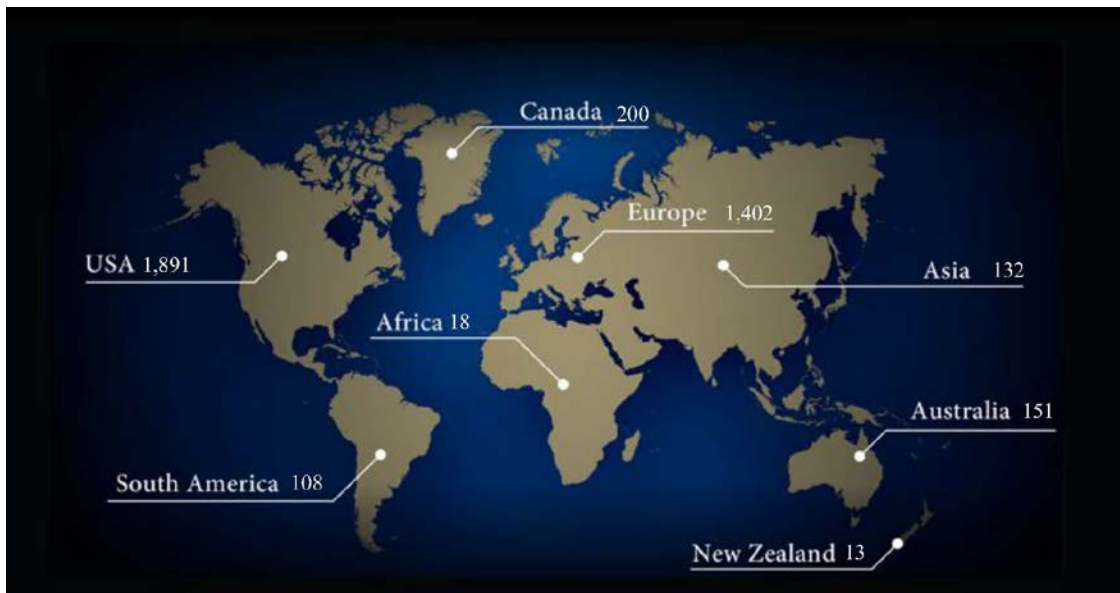 Canada 200
Europe 1,402
USA 1,891
Asia 132
Africa 18
Australia 151
South America 108
New Zealand 13